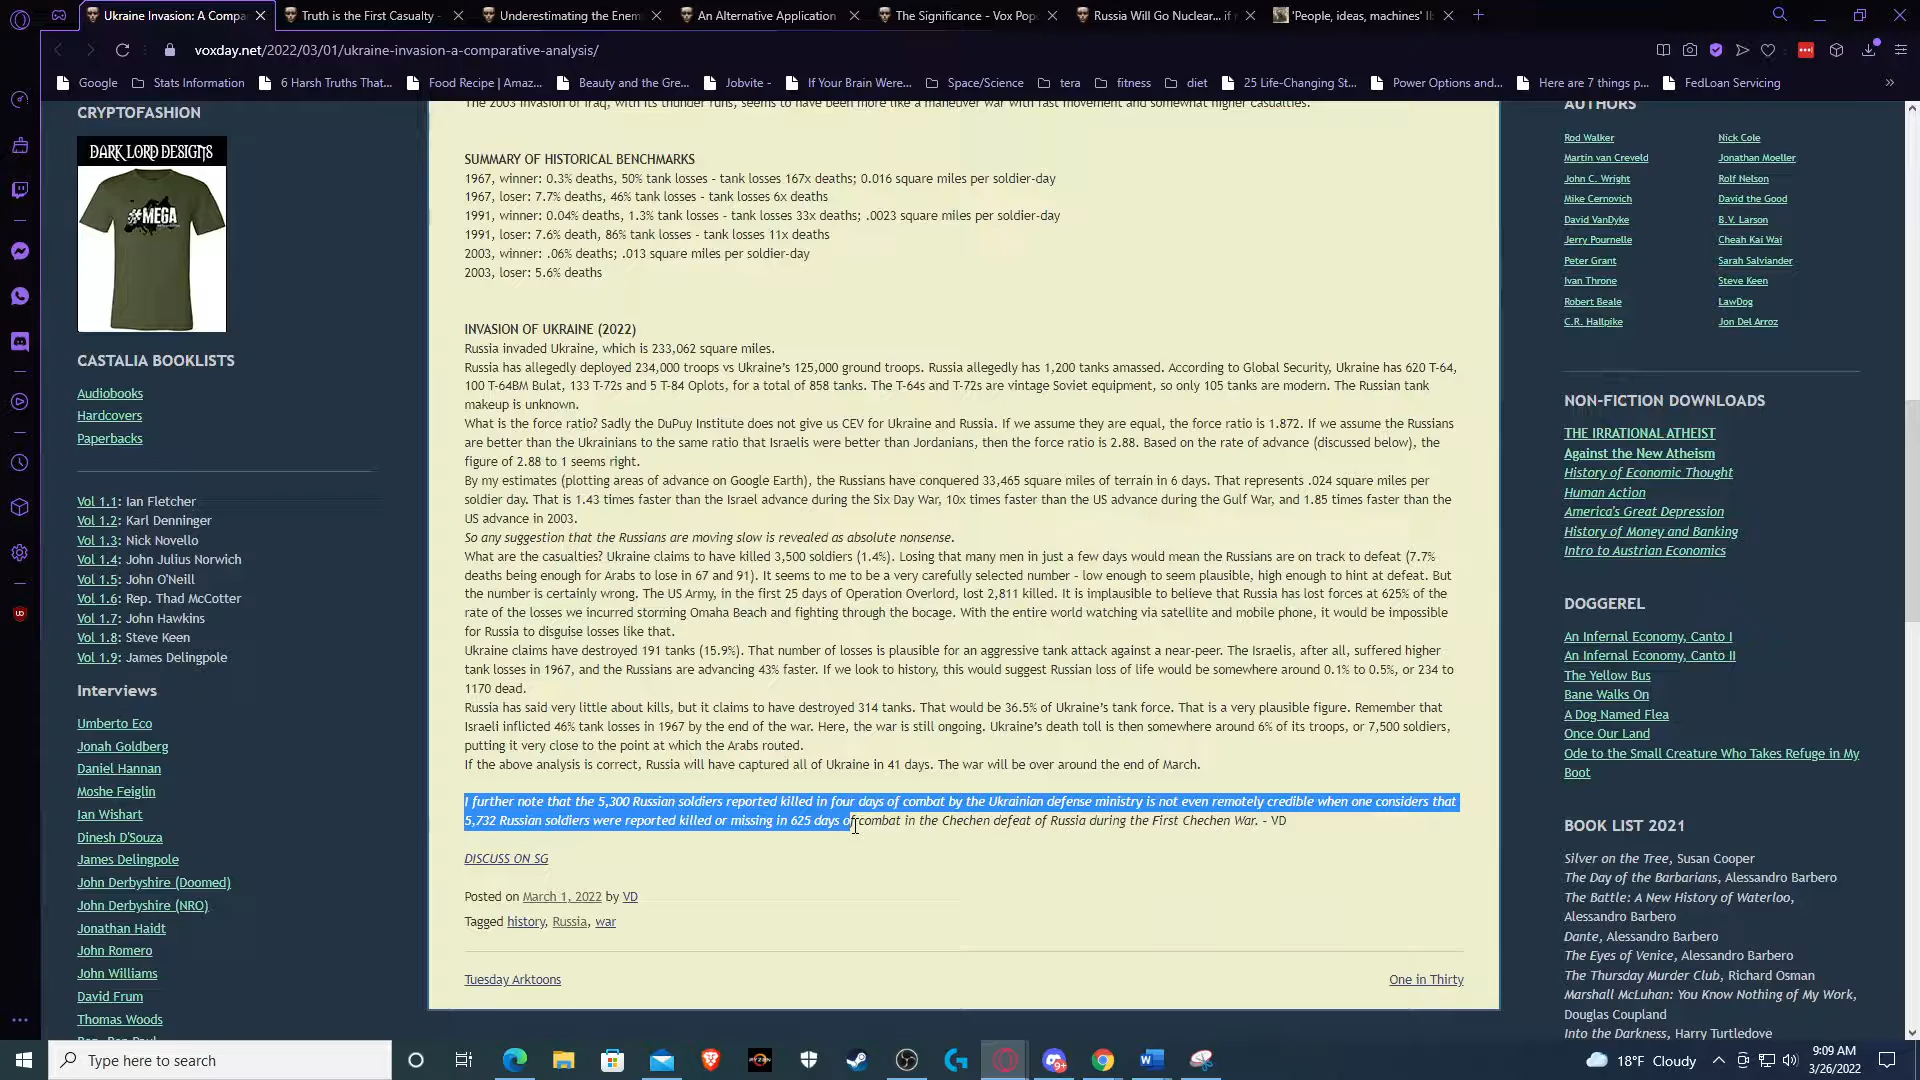 Ukraine Invasion: A Compa
Truth is the First Casualty -
Underestimating the Enem
An Alternative Application
The Significance - Vox Pop
Russia Will Go Nuclear... if
'People, ideas, machines' II:
voxday.net/2022/03/01/ukraine-invasion-a-comparative-analysis/
Google
Stats Information
6 Harsh Truths That...
Food Recipe | Amaz...
Beauty and the Gre...
Jobvite -
If Your Brain Were...
Space/Science
tera
fitness
diet
25 Life-Changing St...
Power Options and...
Here are 7 things p...
FedLoan Servicing
»
CRYPTOFASHION
DARK LORD DESIGNS
#MEGA
CASTALIA BOOKLISTS
Audiobooks
Hardcovers
Paperbacks
Vol 1.1: Ian Fletcher
Vol 1.2: Karl Denninger
Vol 1.3: Nick Novello
Vol 1.4: John Julius Norwich
Vol 1.5: John O'Neill
Vol 1.6: Rep. Thad McCotter
Vol 1.7: John Hawkins
Vol 1.8: Steve Keen
Vol 1.9: James Delingpole
Interviews
Umberto Eco
Jonah Goldberg
Daniel Hannan
Moshe Feiglin
Ian Wishart
Dinesh D'Souza
James Delingpole
John Derbyshire (Doomed)
John Derbyshire (NRO)
Jonathan Haidt
John Romero
John Williams
David Frum
Thomas Woods
The 2003 invasion of Iraq, with its thunder runs, seems to have been more like a maneuver war with fast movement and somewhat higher casualties.
SUMMARY OF HISTORICAL BENCHMARKS
1967, winner: 0.3% deaths, 50% tank losses - tank losses 167x deaths; 0.016 square miles per soldier-day
1967, loser: 7.7% deaths, 46% tank losses - tank losses 6x deaths
1991, winner: 0.04% deaths, 1.3% tank losses - tank losses 33x deaths; .0023 square miles per soldier-day
1991, loser: 7.6% death, 86% tank losses - tank losses 11x deaths
2003, winner: .06% deaths; .013 square miles per soldier-day
2003, loser: 5.6% deaths
INVASION OF UKRAINE (2022)
Russia invaded Ukraine, which is 233,062 square miles.
Russia has allegedly deployed 234,000 troops vs Ukraine's 125,000 ground troops. Russia allegedly has 1,200 tanks amassed. According to Global Security, Ukraine has 620 T-64,
100 T-64BM Bulat, 133 T-72s and 5 T-84 Oplots, for a total of 858 tanks. The T-64s and T-72s are vintage Soviet equipment, so only 105 tanks are modern. The Russian tank
makeup is unknown.
What is the force ratio? Sadly the DuPuy Institute does not give us CEV for Ukraine and Russia. If we assume they are equal, the force ratio is 1.872. If we assume the Russians
are better than the Ukrainians to the same ratio that Israelis were better than Jordanians, then the force ratio is 2.88. Based on the rate of advance (discussed below), the
figure of 2.88 to 1 seems right.
By my estimates (plotting areas of advance on Google Earth), the Russians have conquered 33,465 square miles of terrain in 6 days. That represents .024 square miles per
soldier day. That is 1.43 times faster than the Israel advance during the Six Day War, 10x times faster than the US advance during the Gulf War, and 1.85 times faster than the
US advance in 2003.
So any suggestion that the Russians are moving slow is revealed as absolute nonsense.
What are the casualties? Ukraine claims to have killed 3,500 soldiers (1.4%). Losing that many men in just a few days would mean the Russians are on track to defeat (7.7%
deaths being enough for Arabs to lose in 67 and 91). It seems to me to be a very carefully selected number - low enough to seem plausible, high enough to hint at defeat. But
the number is certainly wrong. The US Army, in the first 25 days of Operation Overlord, lost 2,811 killed. It is implausible to believe that Russia has lost forces at 625% of the
rate of the losses we incurred storming Omaha Beach and fighting through the bocage. With the entire world watching via satellite and mobile phone, it would be impossible
for Russia to disguise losses like that.
Ukraine claims have destroyed 191 tanks (15.9%). That number of losses is plausible for an aggressive tank attack against a near-peer. The Israelis, after all, suffered higher
tank losses in 1967, and the Russians are advancing 43% faster. If we look to history, this would suggest Russian loss of life would be somewhere around 0.1% to 0.5%, or 234 to
1170 dead.
Russia has said very little about kills, but it claims to have destroyed 314 tanks. That would be 36.5% of Ukraine's tank force. That is a very plausible figure. Remember that
Israeli inflicted 46% tank losses in 1967 by the end of the war. Here, the war is still ongoing. Ukraine's death toll is then somewhere around 6% of its troops, or 7,500 soldiers,
putting it very close to the point at which the Arabs routed.
If the above analysis is correct, Russia will have captured all of Ukraine in 41 days. The war will be over around the end of March.
I further note that the 5,300 Russian soldiers reported killed in four days of combat by the Ukrainian defense ministry is not even remotely credible when one considers that
5,732 Russian soldiers were reported killed or missing in 625 days of combat in the Chechen defeat of Russia during the First Chechen War. - VD
DISCUSS ON SG
Posted on March 1, 2022 by VD
Tagged history, Russia, war
Tuesday Arktoons
One in Thirty
AUTHORS
Rod Walker
Nick Cole
Martin van Creveld
Jonathan Moeller
John C. Wright
Rolf Nelson
Mike Cernovich
David the Good
David VanDyke
B.V. Larson
Jerry Pournelle
Cheah Kai Wai
Peter Grant
Sarah Salviander
Ivan Throne
Steve Keen
Robert Beale
LawDog
C.R. Hallpike
Jon Del Arroz
NON-FICTION DOWNLOADS
THE IRRATIONAL ATHEIST
Against the New Atheism
History of Economic Thought
Human Action
America's Great Depression
History of Money and Banking
Intro to Austrian Economics
DOGGEREL
An Infernal Economy, Canto I
An Infernal Economy, Canto II
The Yellow Bus
Bane Walks On
A Dog Named Flea
Once Our Land
Ode to the Small Creature Who Takes Refuge in My
Boot
BOOK LIST 2021
Silver on the Tree, Susan Cooper
The Day of the Barbarians, Alessandro Barbero
The Battle: A New History of Waterloo,
Alessandro Barbero
Dante, Alessandro Barbero
The Eyes of Venice, Alessandro Barbero
The Thursday Murder Club, Richard Osman
Marshall McLuhan: You Know Nothing of My Work,
Douglas Coupland
Into the Darkness, Harry Turtledove
Type here to search
18°F Cloudy
9:09 AM
3/26/2022